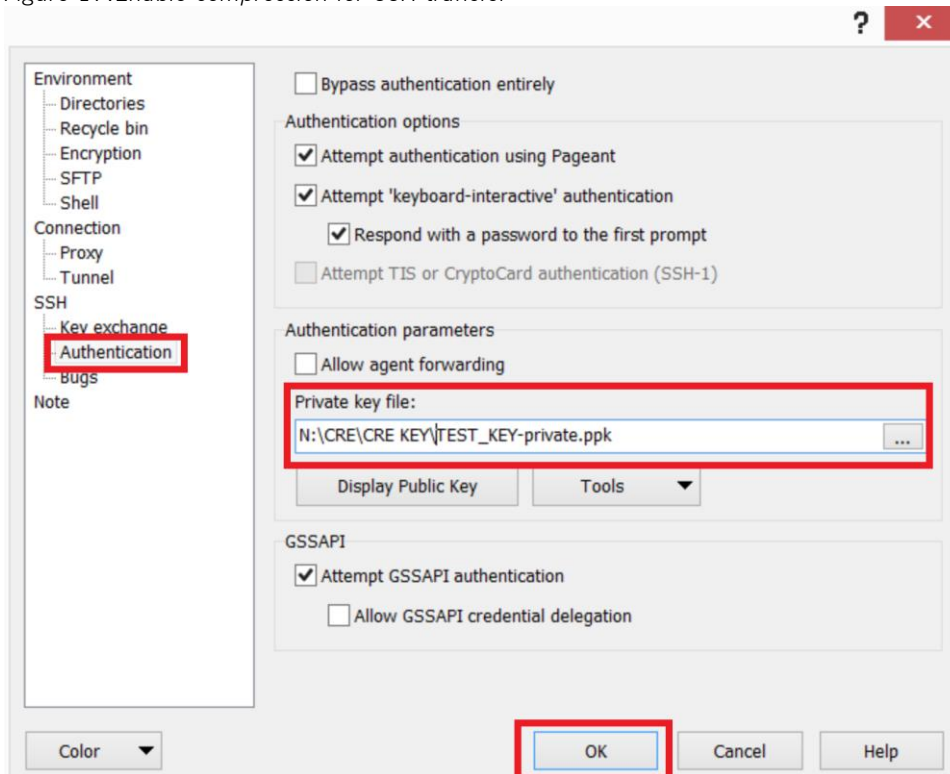 ?
Environment
Directories
Recycle bin
Encryption
SFTP
Shell
Connection
Proxy
Tunnel
SSH
Key exchange
Authentication
Bugs
Note
Bypass authentication entirely
Authentication options
Attempt authentication using Pageant
Attempt 'keyboard-interactive' authentication
Respond with a password to the first prompt
Attempt TIS or CryptoCard authentication (SSH-1)
Authentication parameters
Allow agent forwarding
Private key file:
N:\CRE\CRE KEY\TEST_KEY-private.ppk
...
Display Public Key
Tools
GSSAPI
Attempt GSSAPI authentication
Allow GSSAPI credential delegation
Color
OK
Cancel
Help